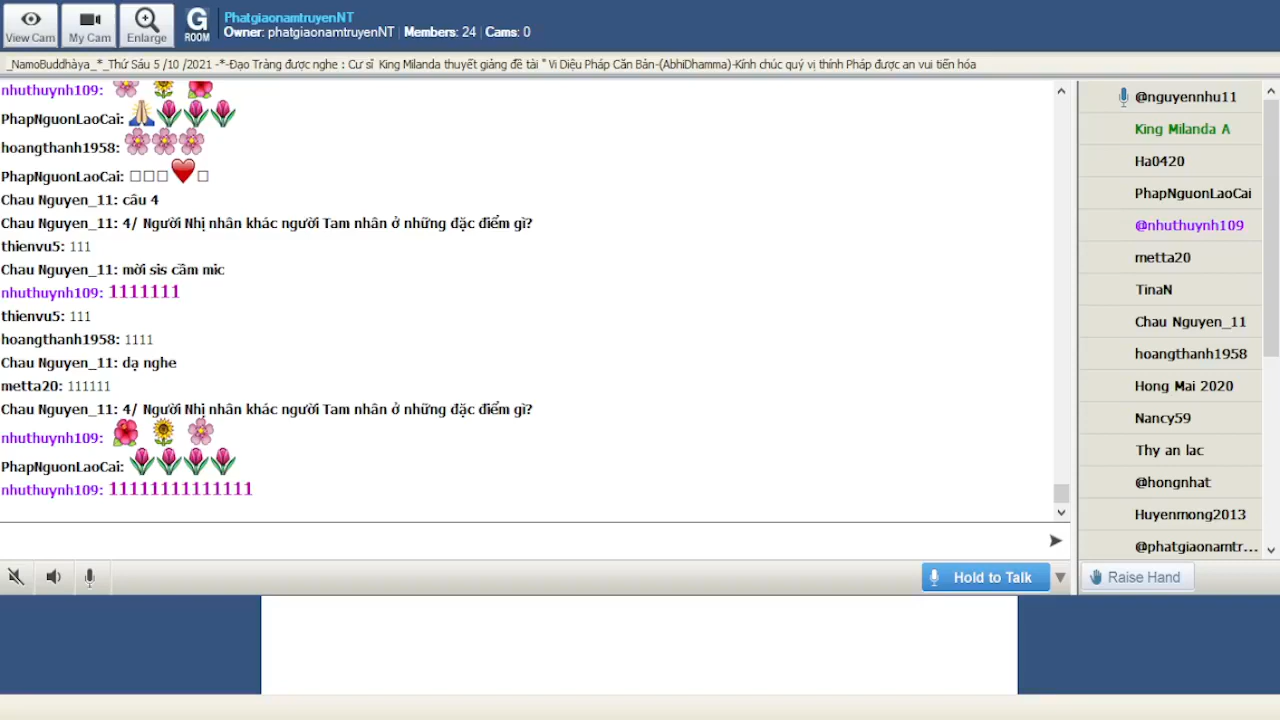 View Cam
My Cam
Enlarge
G
ROOM
PhatgiaonamtruyenNT
Owner: phatgiaonamtruyenNT | Members: 24 | Cams: 0
_NamoBuddhàya_*_Thứ Sáu 5 /10 /2021 -*-Đạo Tràng được nghe : Cư sĩ King Milanda thuyết giảng đề tài " Vi Diệu Pháp Căn Bản-(AbhiDhamma)-Kính chúc quý vị thính Pháp được an vui tiến hóa
nhuthuynh109:
PhapNguonLaoCai:
hoangthanh1958:
PhapNguonLaoCai:
Chau Nguyen_11: câu 4
Chau Nguyen_11: 4/ Người Nhị nhân khác người Tam nhân ở những đặc điểm gì?
thienvu5: 111
Chau Nguyen_11: mời sis cầm mic
nhuthuynh109: 1111111
thienvu5: 111
hoangthanh1958: 1111
Chau Nguyen_11: dạ nghe
metta20: 111111
Chau Nguyen_11: 4/ Người Nhị nhân khác người Tam nhân ở những đặc điểm gì?
nhuthuynh109:
PhapNguonLaoCai:
nhuthuynh109: 11111111111111
Hold to Talk
@nguyennhu11
King Milanda A
Ha0420
PhapNguonLaoCai
@nhuthuynh109
metta20
TinaN
Chau Nguyen_11
hoangthanh1958
Hong Mai 2020
Nancy59
Thy an lac
@hongnhat
Huyenmong2013
@phatgiaonamtr...
Raise Hand